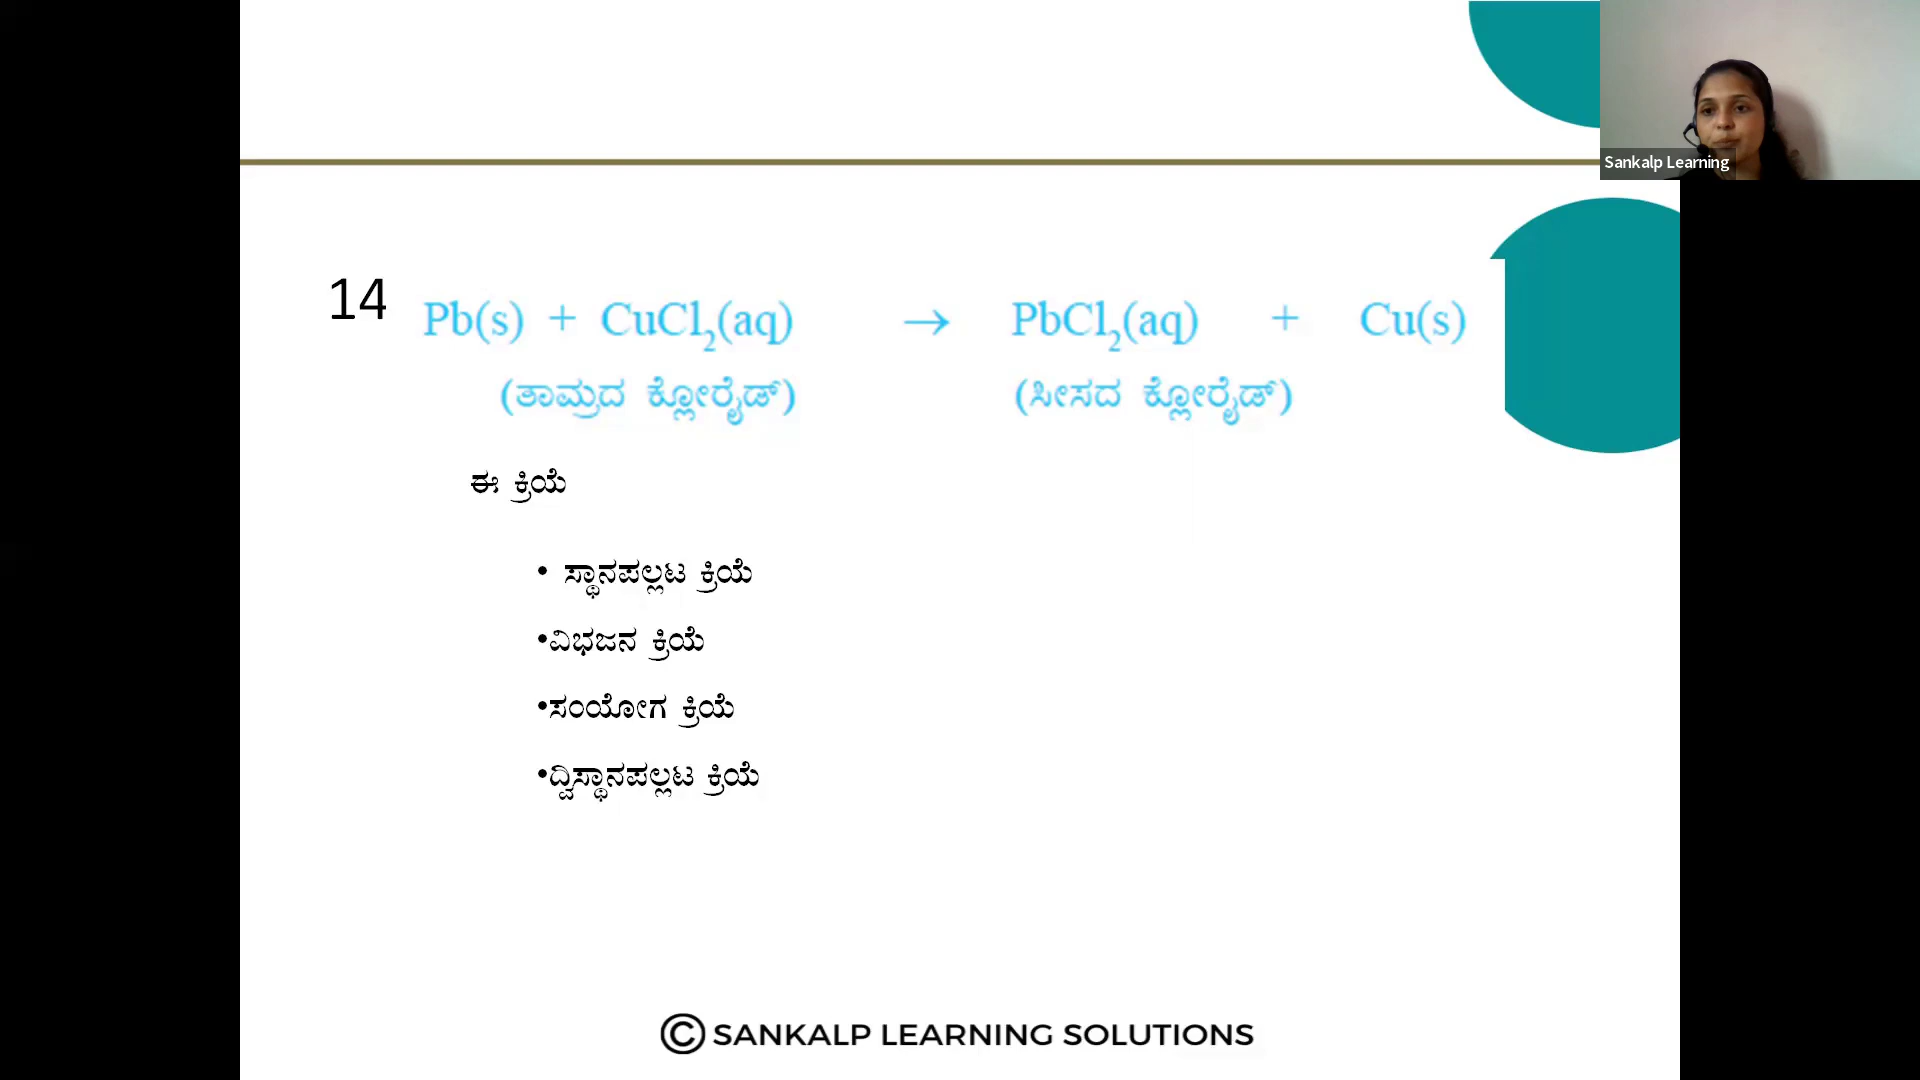 Sankalp Learning
14 Pb(s) + CuCl₂(aq) → PbCl₂(aq) + Cu(s)
(ತಾಮ್ರದ ಕ್ಲೋರೈಡ್) (ಸೀಸದ ಕ್ಲೋರೈಡ್)
ಈ ಕ್ರಿಯೆ
• ಸ್ಥಾನಪಲ್ಲಟ ಕ್ರಿಯೆ
•ವಿಭಜನ ಕ್ರಿಯೆ
•ಸಂಯೋಗ ಕ್ರಿಯೆ
•ದ್ವಿಸ್ಥಾನಪಲ್ಲಟ ಕ್ರಿಯೆ
© SANKALP LEARNING SOLUTIONS